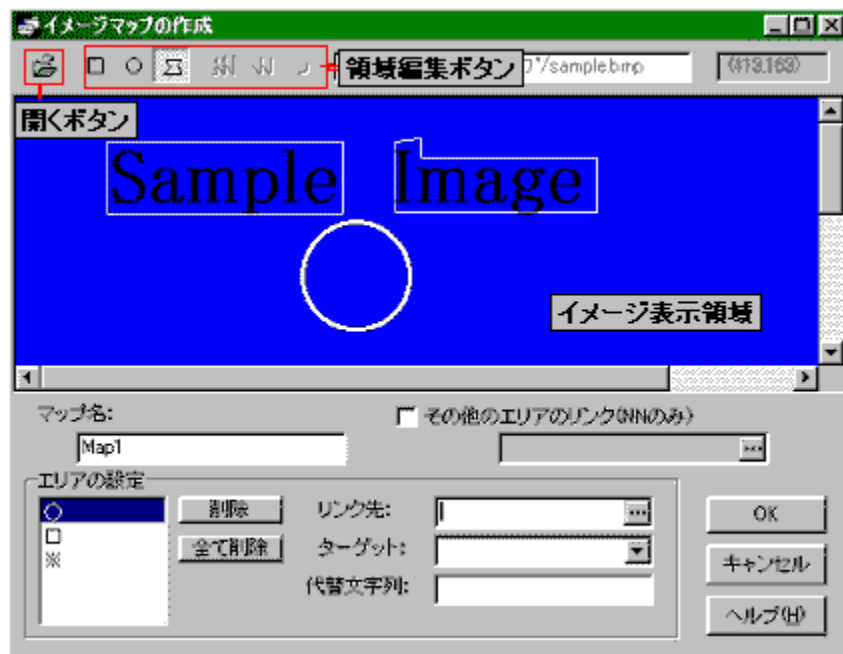 イメージマップの作成
領域編集ボタン
/sample.bmp
(413,163)
開くボタン
Sample Image
イメージ表示領域
マップ名:
その他のエリアのリンク(NNのみ)
Map1
エリアの設定
○
□
※
削除
全て削除
リンク先:
ターゲット:
代替文字列:
OK
キャンセル
ヘルプ(H)